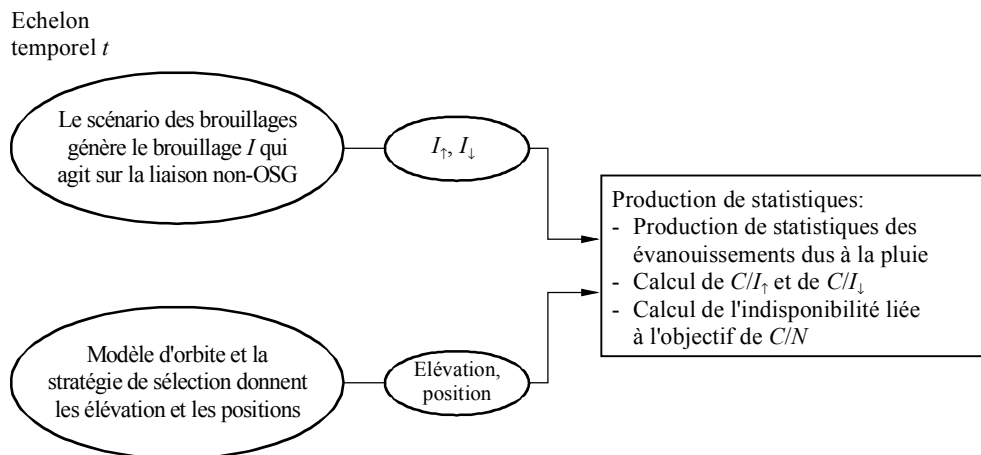 Echelon
temporel t
Le scénario des brouillages
génère le brouillage I qui
agit sur la liaison non-OSG
I↑, I↓
Production de statistiques:
- Production de statistiques des
évanouissements dus à la pluie
- Calcul de C/I↑ et de C/I↓
- Calcul de l'indisponibilité liée
à l'objectif de C/N
Modèle d'orbite et la
stratégie de sélection donnent
les élévation et les positions
Elévation,
position